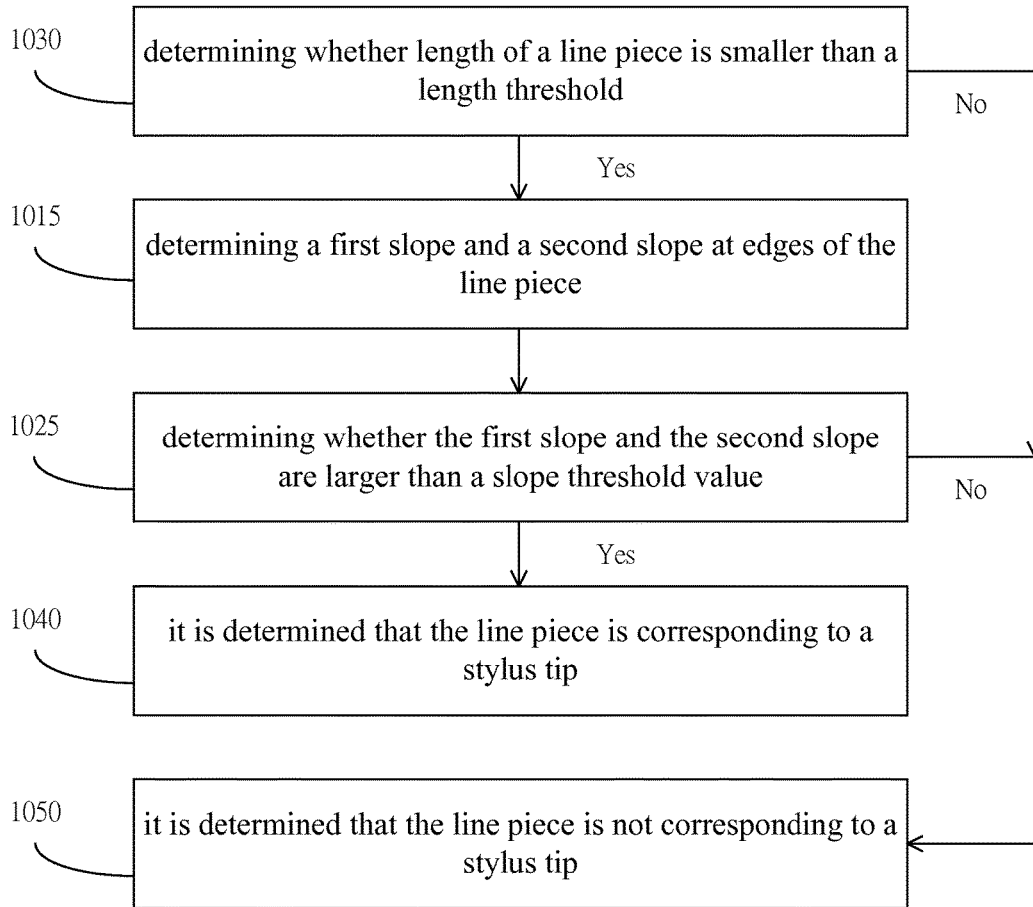 1030
determining whether length of a line piece is smaller than a
length threshold
No
Yes
1015
determining a first slope and a second slope at edges of the
line piece
1025
determining whether the first slope and the second slope
are larger than a slope threshold value
No
Yes
1040
it is determined that the line piece is corresponding to a
stylus tip
1050
it is determined that the line piece is not corresponding to a
stylus tip